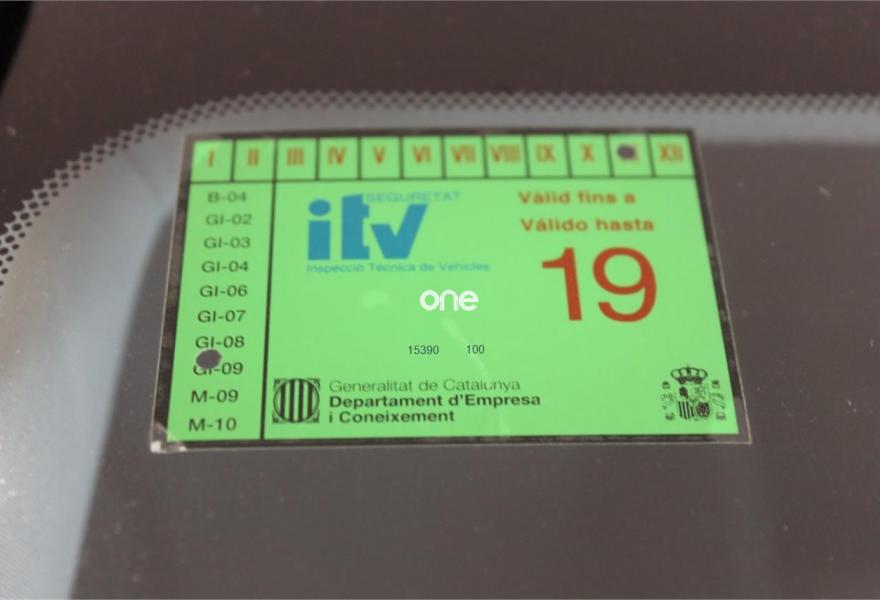 I II III IV V VI VII VIII IX X XII
B-04
GI-02
GI-03
GI-04
GI-06
GI-07
GI-08
GI-09
M-09
M-10
SEGURETAT
itv
Inspecció Tècnica de Vehicles
Vàlid fins a
Válido hasta
19
one
15390 100
Generalitat de Catalunya
Departament d'Empresa
i Coneixement